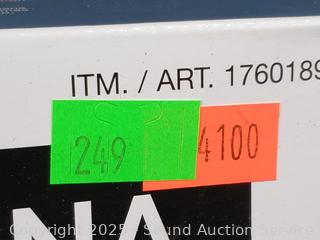 ITM. / ART. 1760189
249
4100
NA
Copyright 2025 - Sound Auction Service